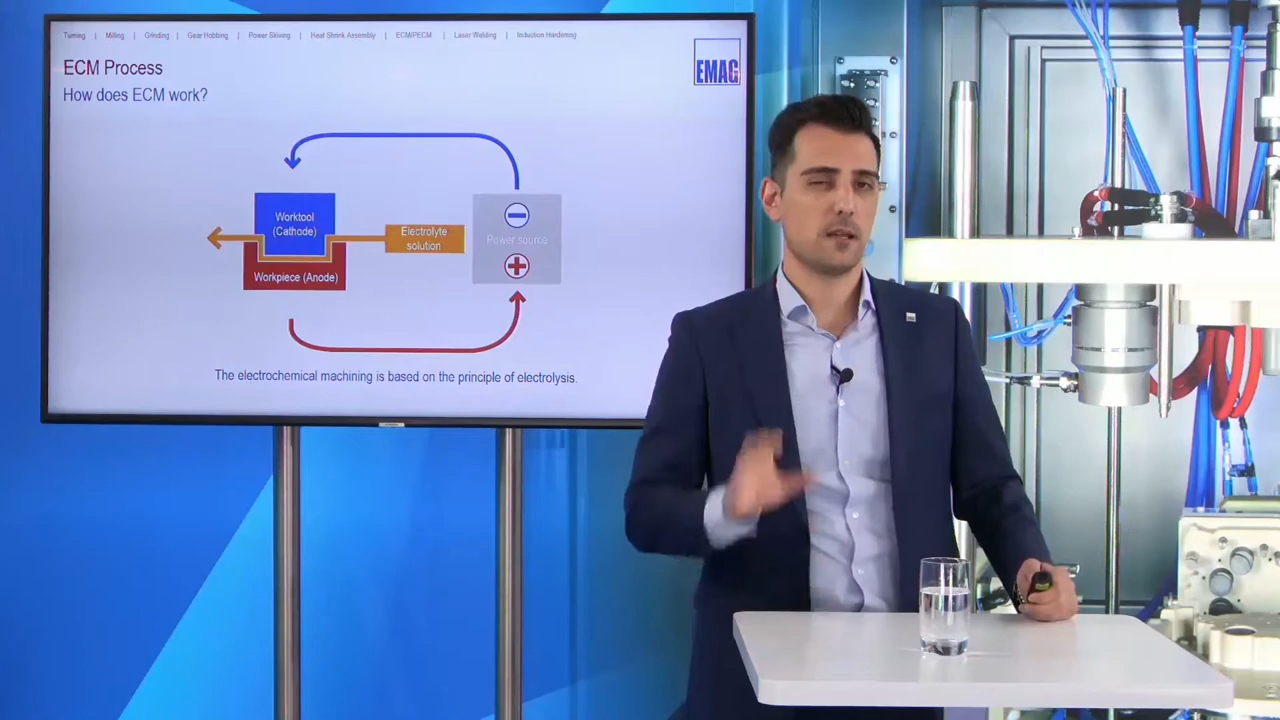 Turning | Milling | Grinding | Gear Hobbing | Power Skiving | Heat Shrink Assembly | ECM/PECM | Laser Welding | Induction Hardening
EMAG
ECM Process
How does ECM work?
Worktool
(Cathode)
Electrolyte
solution
Power source
Workpiece (Anode)
The electrochemical machining is based on the principle of electrolysis.